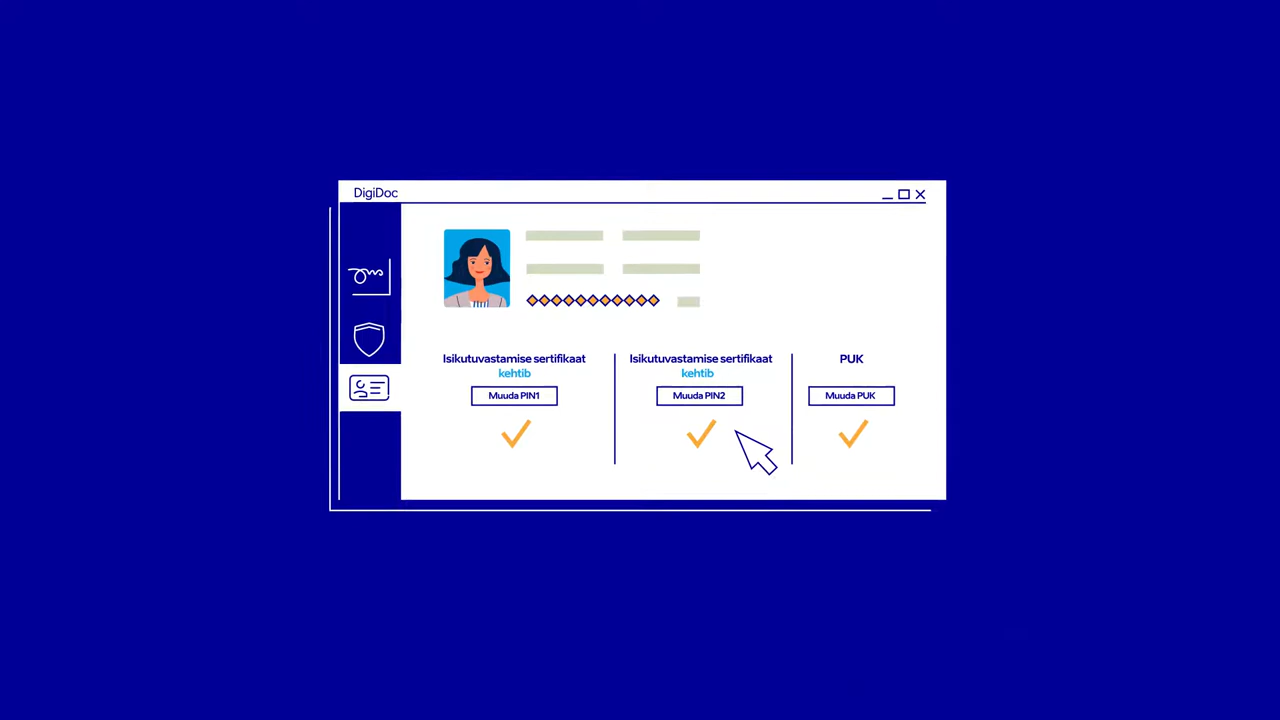 DigiDoc
Isikutuvastamise sertifikaat
kehtib
Muuda PIN1
Isikutuvastamise sertifikaat
kehtib
Muuda PIN2
PUK
Muuda PUK